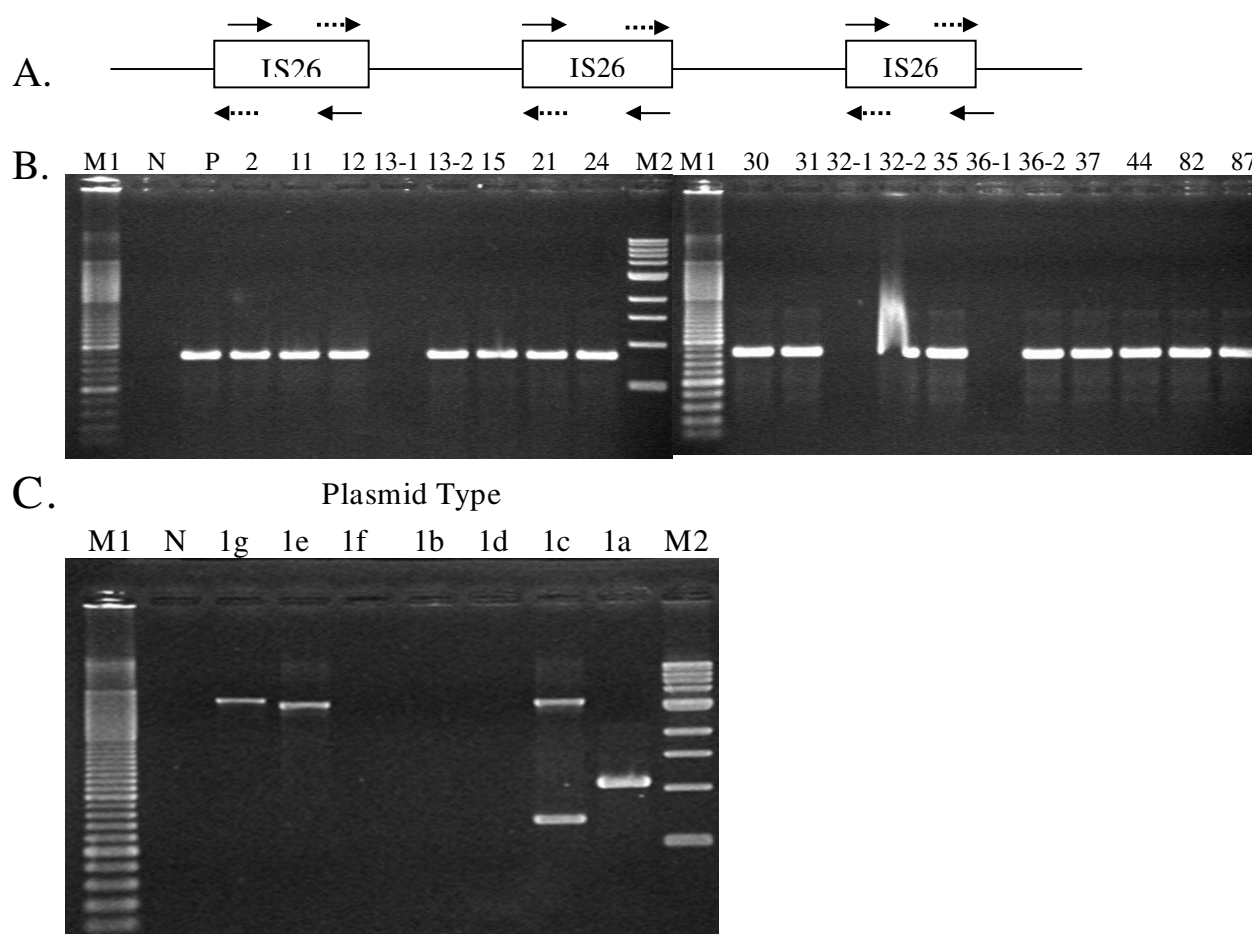 A.
IS26 IS26 IS26
B.
M1 N P 2 11 12 13-1 13-2 15 21 24 M2 M1 30 31 32-1 32-2 35 36-1 36-2 37 44 82 87
C.
Plasmid Type
M1 N 1g 1e 1f 1b 1d 1c 1a M2